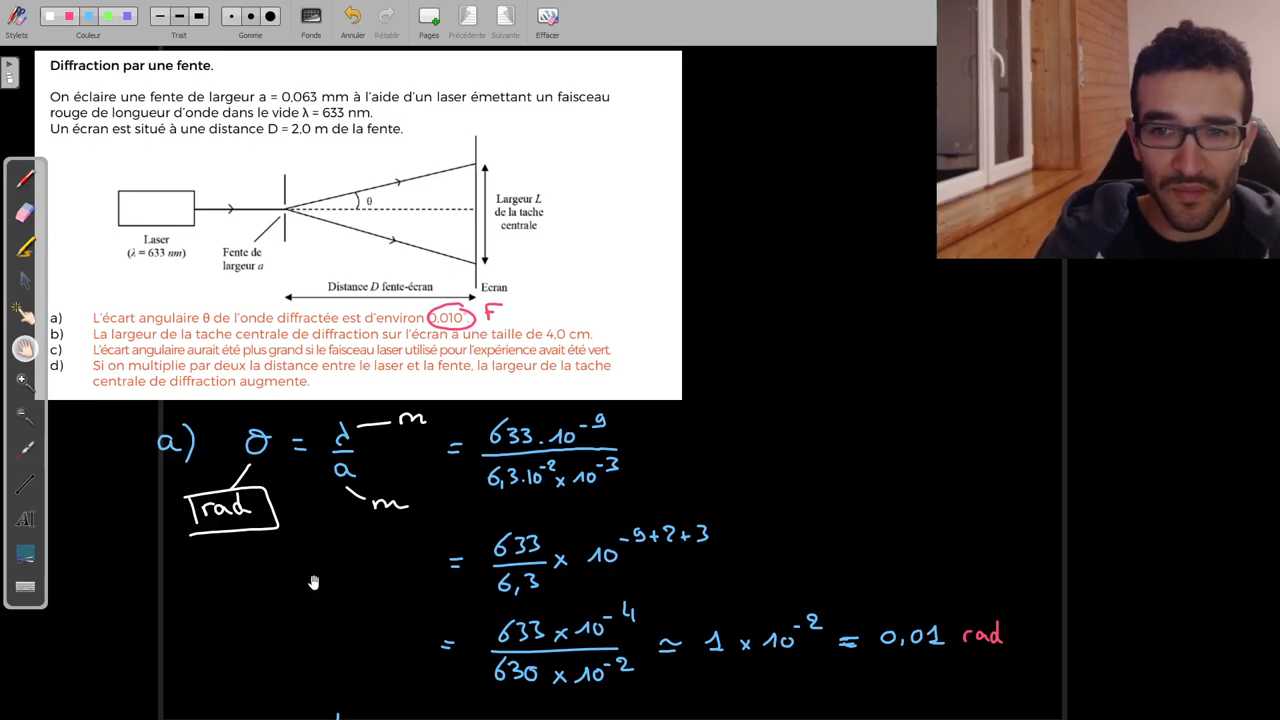 Stylets Couleur Trait Gomme Fonds Annuler Rétablir Pages Précédente Suivante Effacer
Diffraction par une fente.
On éclaire une fente de largeur a = 0,063 mm à l'aide d'un laser émettant un faisceau
rouge de longueur d'onde dans le vide λ = 633 nm.
Un écran est situé à une distance D = 2,0 m de la fente.
θ
Largeur L
de la tache
centrale
Laser
(λ = 633 nm)
Fente de
largeur a
Distance D fente-écran
Ecran
a) L'écart angulaire θ de l'onde diffractée est d'environ 0,010°. F
b) La largeur de la tache centrale de diffraction sur l'écran a une taille de 4,0 cm.
c) L'écart angulaire aurait été plus grand si le faisceau laser utilisé pour l'expérience avait été vert.
d) Si on multiplie par deux la distance entre le laser et la fente, la largeur de la tache
centrale de diffraction augmente.
a) θ = λ/a = 633.10^-9 / 6,3.10^-2 × 10^-3
m
m
rad
= 633/6,3 × 10^-9+2+3
= 633 × 10^-4 / 630 × 10^-2 ≃ 1 × 10^-2 = 0,01 rad
AI